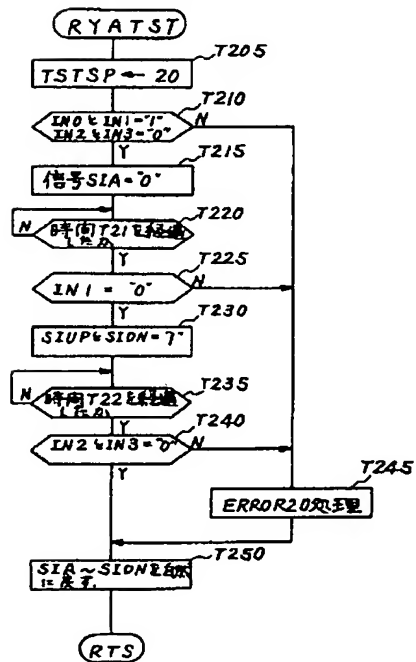 RYATST
T205
TSTSP ← 20
T210
IN0とIN1="1"
IN2とIN3="0"
N
Y
T215
信号SIA="0"
T220
N
時間T21を経過
したか
Y
T225
IN1 = "0"
N
Y
T230
SIUPとSIDN="1"
T235
N
時間T22を経過
したか
Y
T240
IN2とIN3="0"
N
Y
T245
ERROR20処理
T250
SIA~SIDNを
に戻す.
RTS